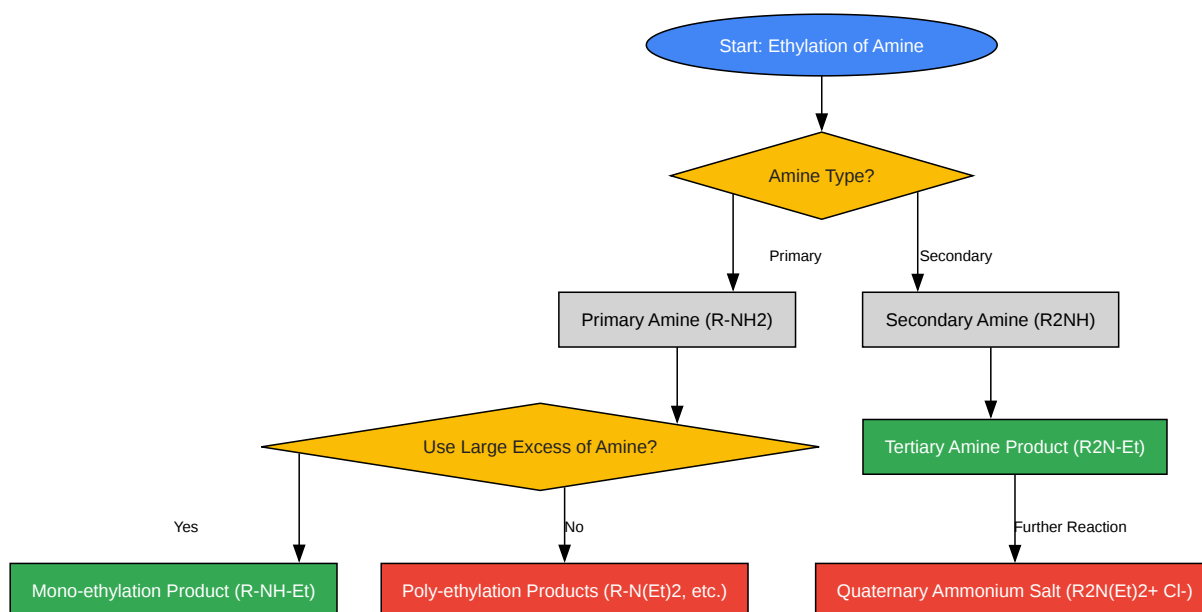 Start: Ethylation of Amine
Amine Type?
Primary
Secondary
Primary Amine (R-NH2)
Secondary Amine (R2NH)
Use Large Excess of Amine?
Tertiary Amine Product (R2N-Et)
Yes
No
Further Reaction
Mono-ethylation Product (R-NH-Et)
Poly-ethylation Products (R-N(Et)2, etc.)
Quaternary Ammonium Salt (R2N(Et)2+ Cl-)